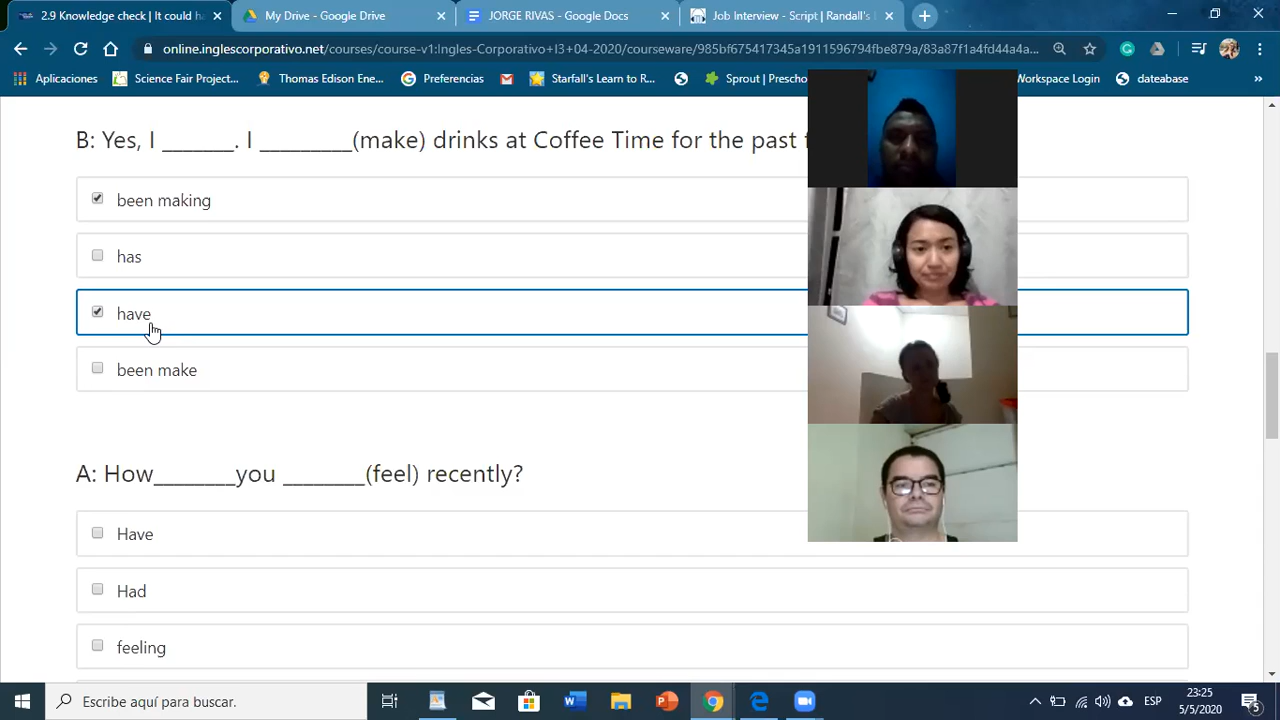 2.9 Knowledge check | It could ha
My Drive - Google Drive
JORGE RIVAS - Google Docs
Job Interview - Script | Randall's
online.inglescorporativo.net/courses/course-v1:Ingles-Corporativo+I3+04-2020/courseware/985bf675417345a1911596794fbe879a/83a87f1a4fd44a4a...
Aplicaciones
Science Fair Project...
Thomas Edison Ene...
Preferencias
Starfall's Learn to R...
Sprout | Prescho
Workspace Login
dateabase
»
B: Yes, I _______. I _________(make) drinks at Coffee Time for the past f
been making
has
have
been make
A: How________you ________(feel) recently?
Have
Had
feeling
Escribe aquí para buscar.
ESP
23:25
5/5/2020
5